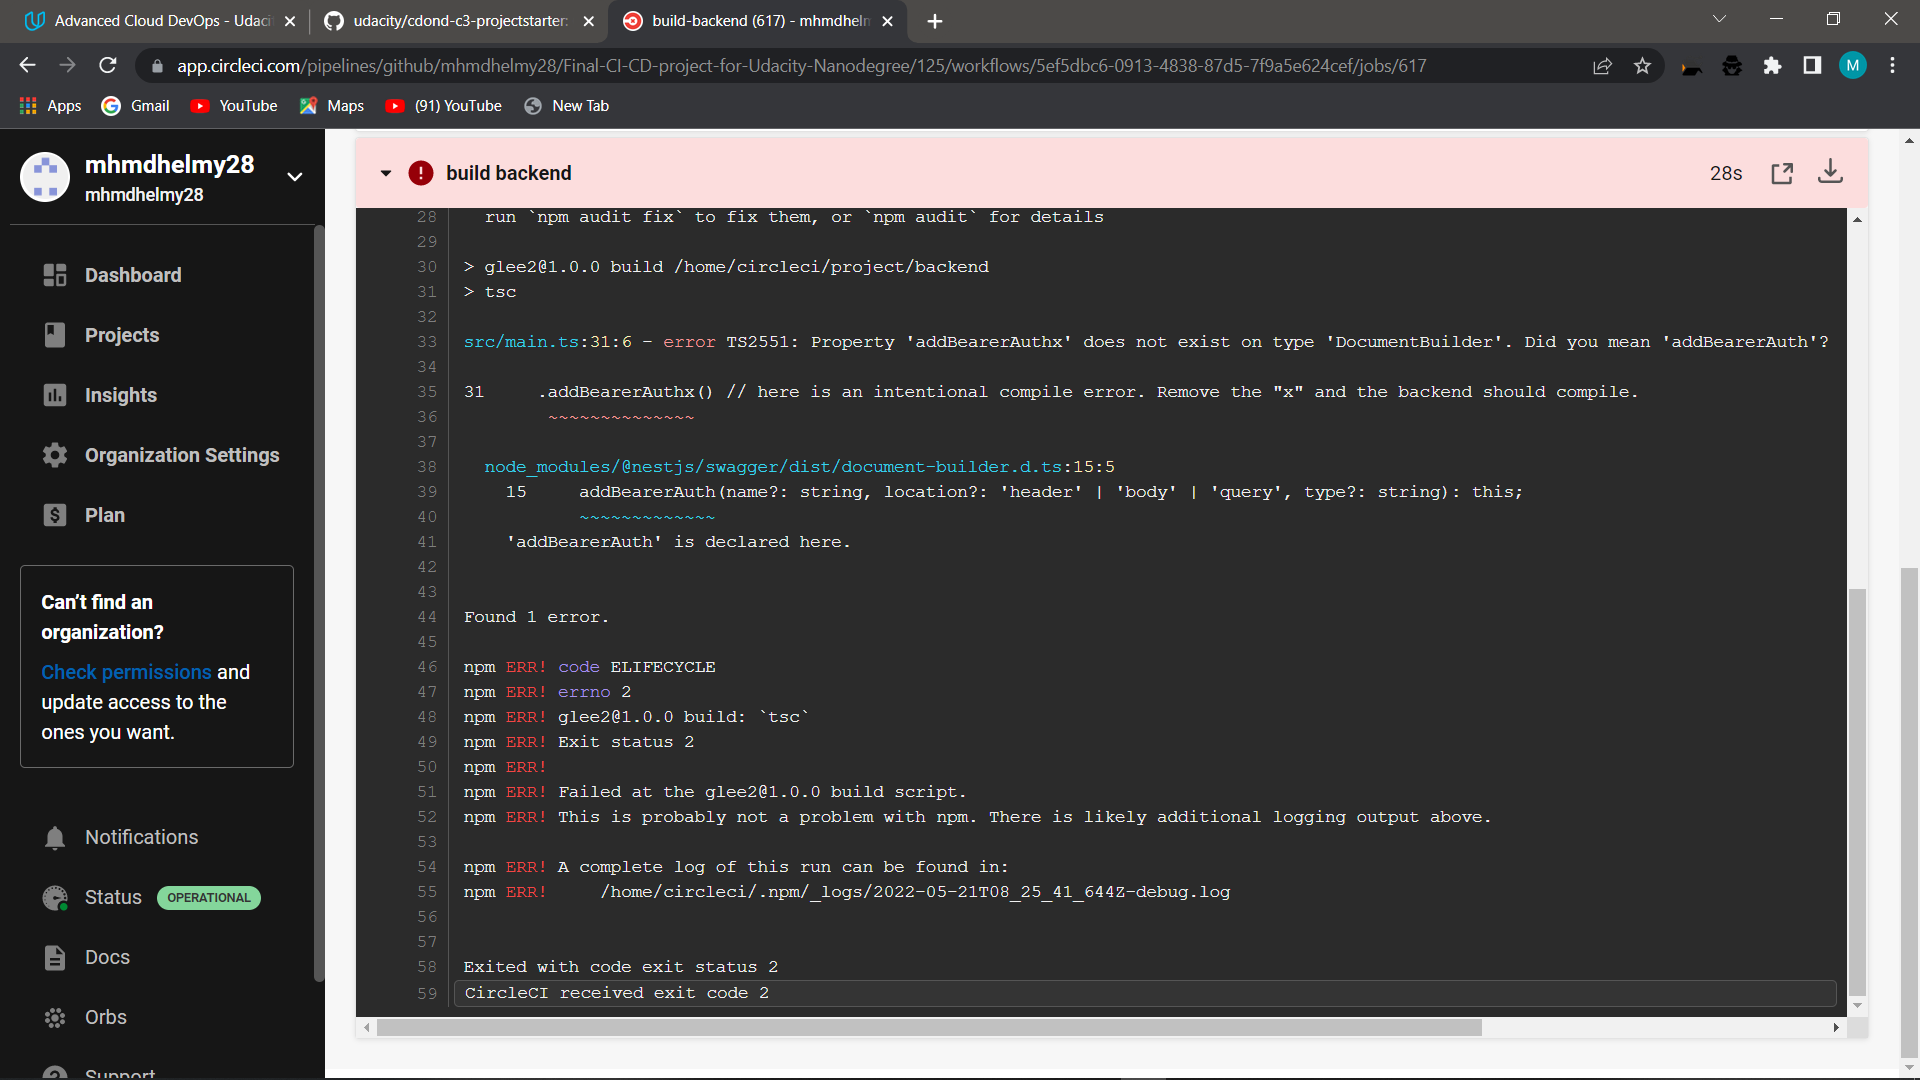 Advanced Cloud DevOps - Udaci
udacity/cdond-c3-projectstarter:
build-backend (617) - mhmdheln
app.circleci.com/pipelines/github/mhmdhelmy28/Final-CI-CD-project-for-Udacity-Nanodegree/125/workflows/5ef5dbc6-0913-4838-87d5-7f9a5e624cef/jobs/617
M
Apps
Gmail
YouTube
Maps
(91) YouTube
New Tab
mhmdhelmy28
mhmdhelmy28
Dashboard
Projects
Insights
Organization Settings
Plan
Can't find an
organization?
Check permissions and
update access to the
ones you want.
Notifications
Status OPERATIONAL
Docs
Orbs
Support
build backend
28s
28 run `npm audit fix` to fix them, or `npm audit` for details
29
30 > glee2@1.0.0 build /home/circleci/project/backend
31 > tsc
32
33 src/main.ts:31:6 - error TS2551: Property 'addBearerAuthx' does not exist on type 'DocumentBuilder'. Did you mean 'addBearerAuth'?
34
35 31 .addBearerAuthx() // here is an intentional compile error. Remove the "x" and the backend should compile.
36 ~~~~~~~~~~~~~~
37
38 node_modules/@nestjs/swagger/dist/document-builder.d.ts:15:5
39 15 addBearerAuth(name?: string, location?: 'header' | 'body' | 'query', type?: string): this;
40 ~~~~~~~~~~~~~
41 'addBearerAuth' is declared here.
42
43
44 Found 1 error.
45
46 npm ERR! code ELIFECYCLE
47 npm ERR! errno 2
48 npm ERR! glee2@1.0.0 build: `tsc`
49 npm ERR! Exit status 2
50 npm ERR!
51 npm ERR! Failed at the glee2@1.0.0 build script.
52 npm ERR! This is probably not a problem with npm. There is likely additional logging output above.
53
54 npm ERR! A complete log of this run can be found in:
55 npm ERR! /home/circleci/.npm/_logs/2022-05-21T08_25_41_644Z-debug.log
56
57
58 Exited with code exit status 2
59 CircleCI received exit code 2